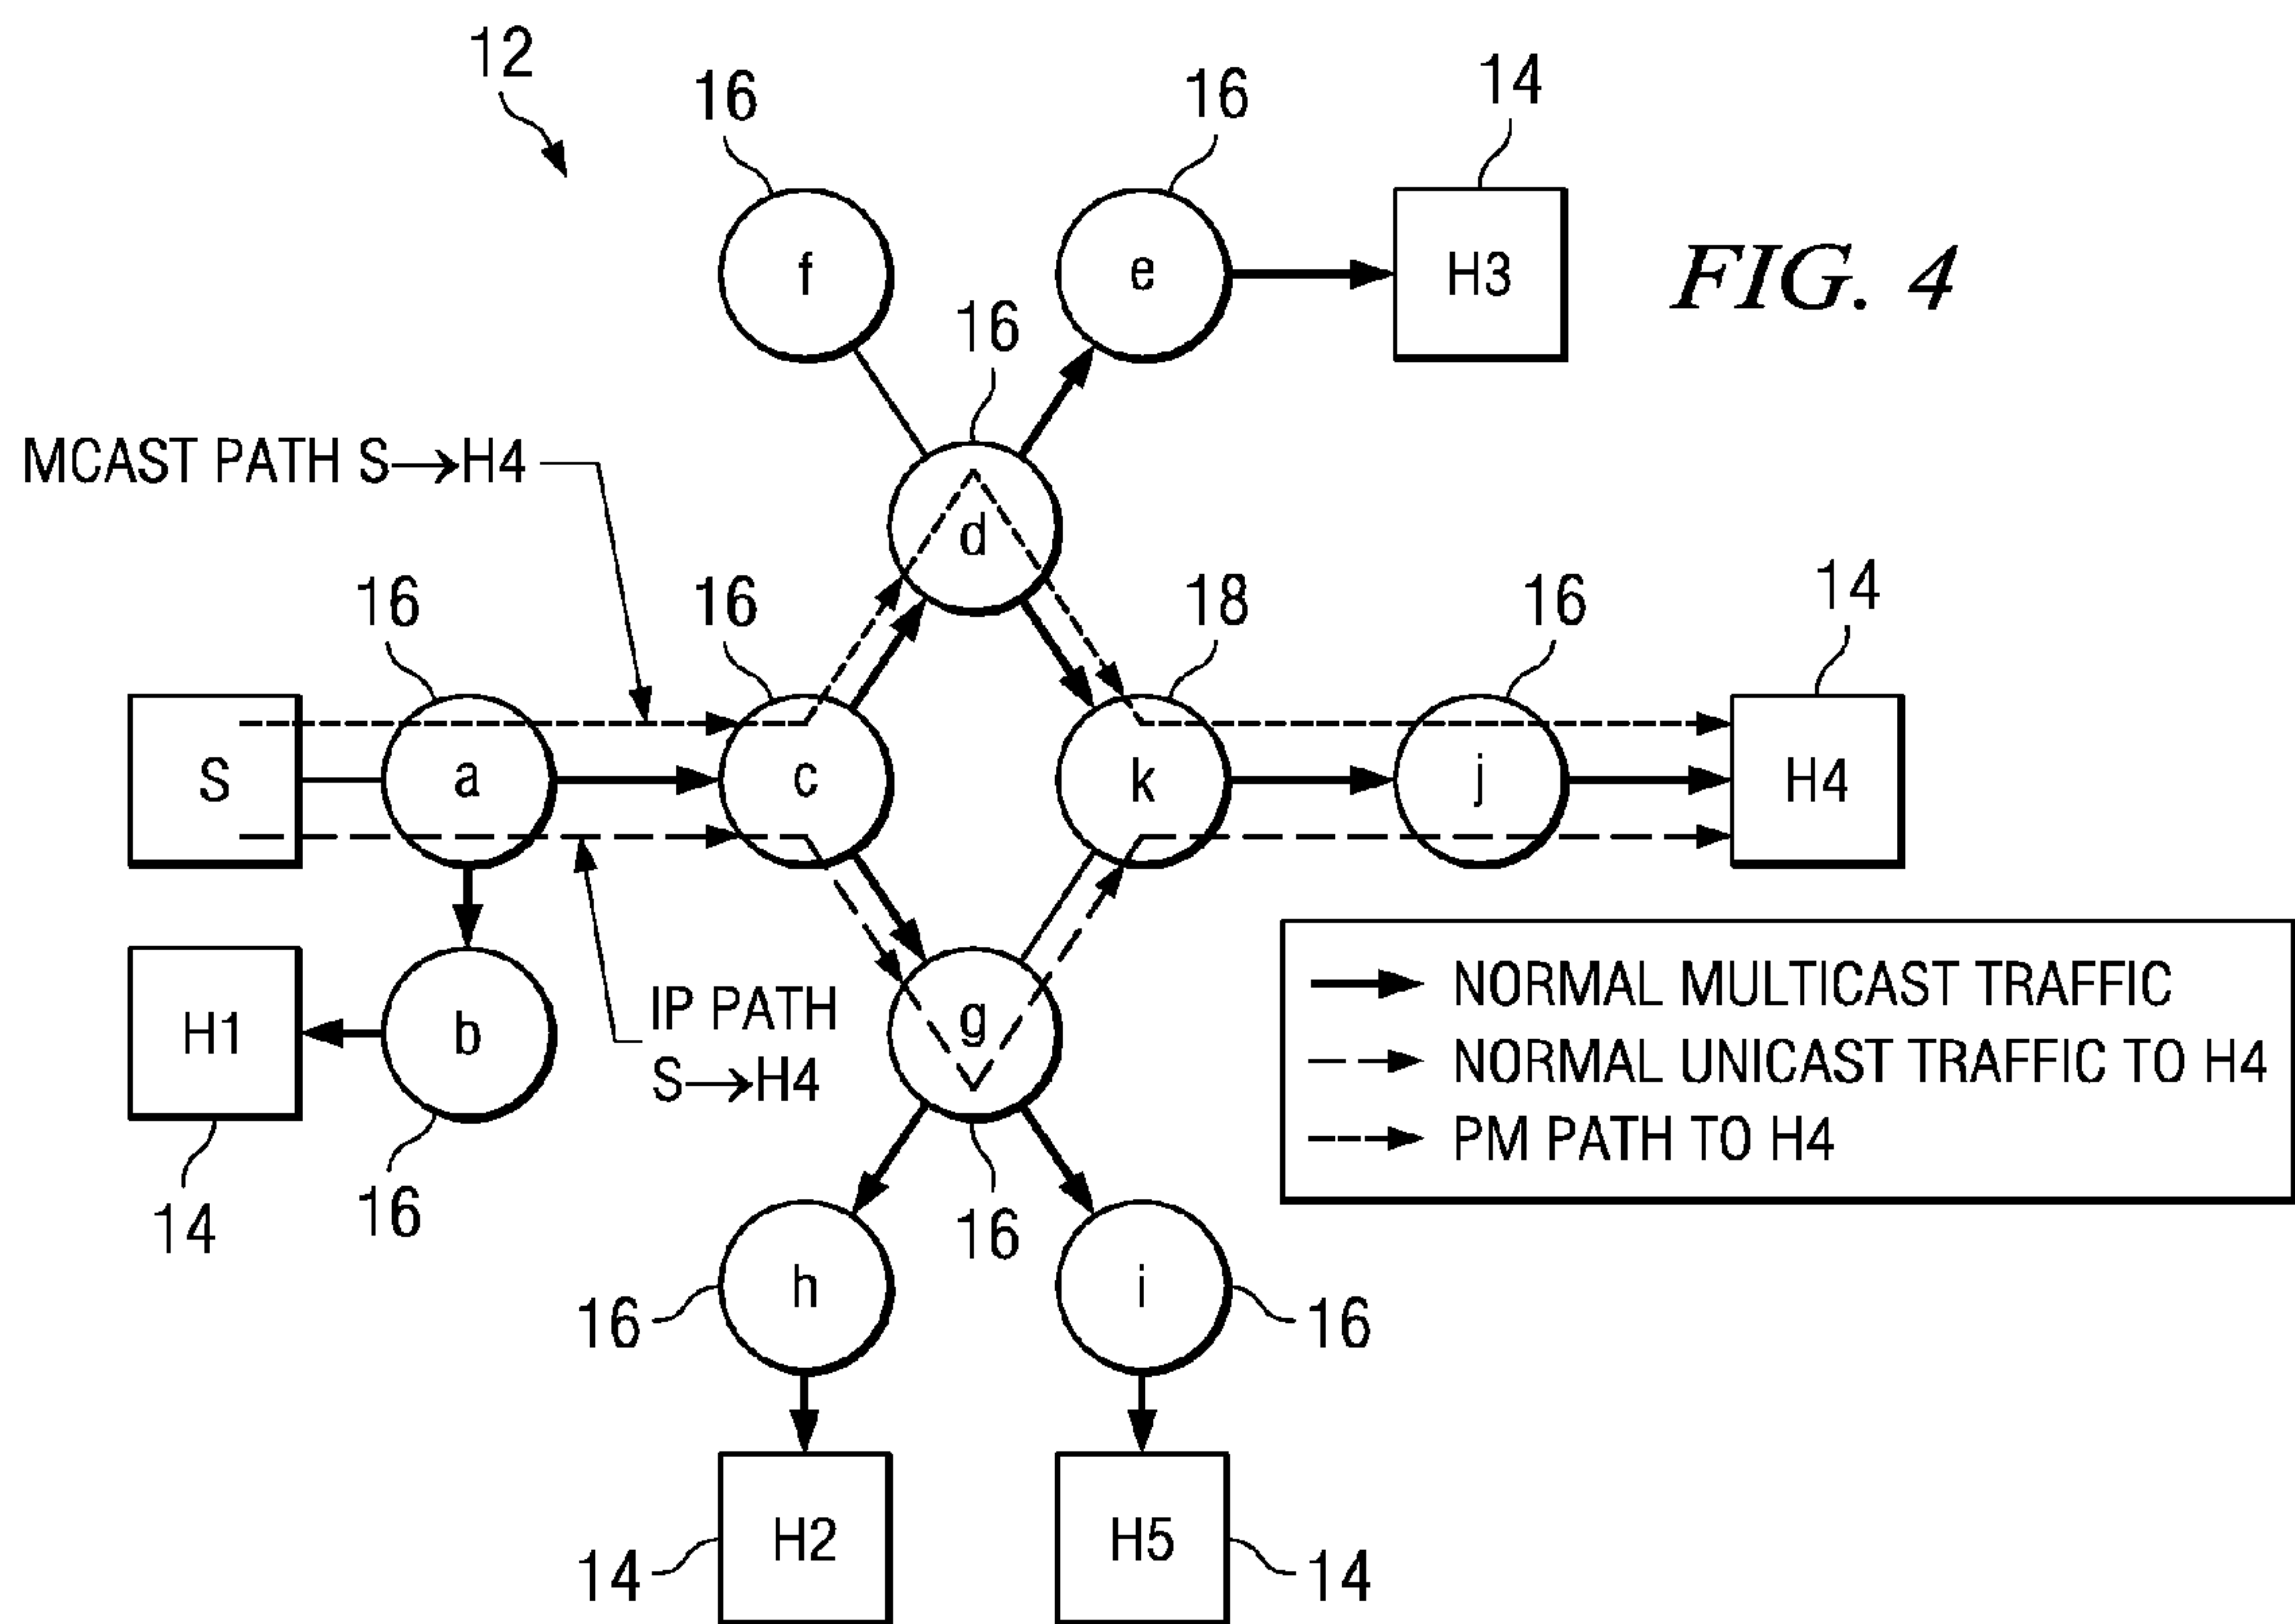 12
16
16
14
f
e
H3
FIG. 4
16
MCAST PATH S→H4
d
16
16
18
16
14
S
a
c
k
j
H4
H1
b
IP PATH
S→H4
g
NORMAL MULTICAST TRAFFIC
NORMAL UNICAST TRAFFIC TO H4
PM PATH TO H4
14
16
16
h
i
16
16
H2
H5
14
14